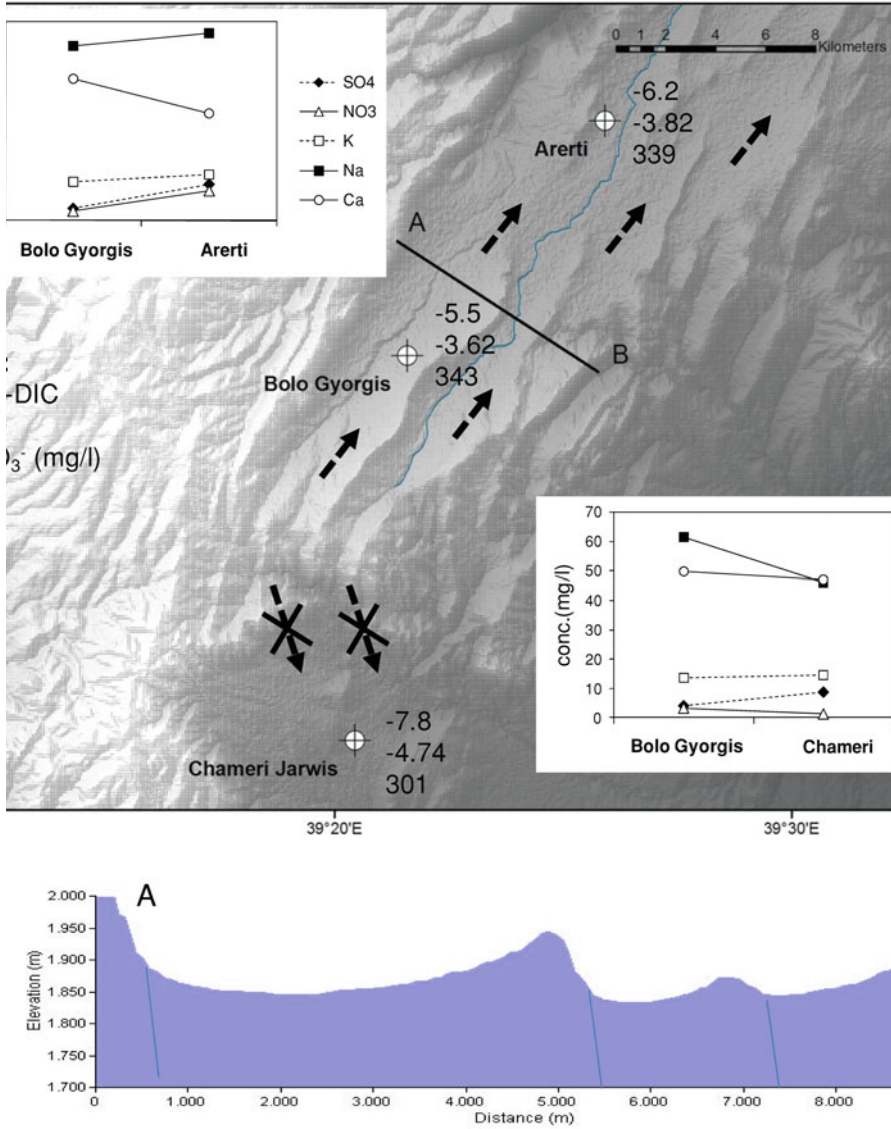 0 1 2 4 6 8
Kilometers
SO4
NO3
K
Na
Ca
Bolo Gyorgis Arerti
-6.2
-3.82
339
Arerti
A
-5.5
-3.62
343
B
Bolo Gyorgis
-DIC
3⁻ (mg/l)
conc.(mg/l)
70
60
50
40
30
20
10
0
Bolo Gyorgis Chameri
-7.8
-4.74
301
Chameri Jarwis
39°20'E 39°30'E
A
Elevation (m)
2.000
1.950
1.900
1.850
1.800
1.750
1.700
0 1.000 2.000 3.000 4.000 5.000 6.000 7.000 8.000
Distance (m)